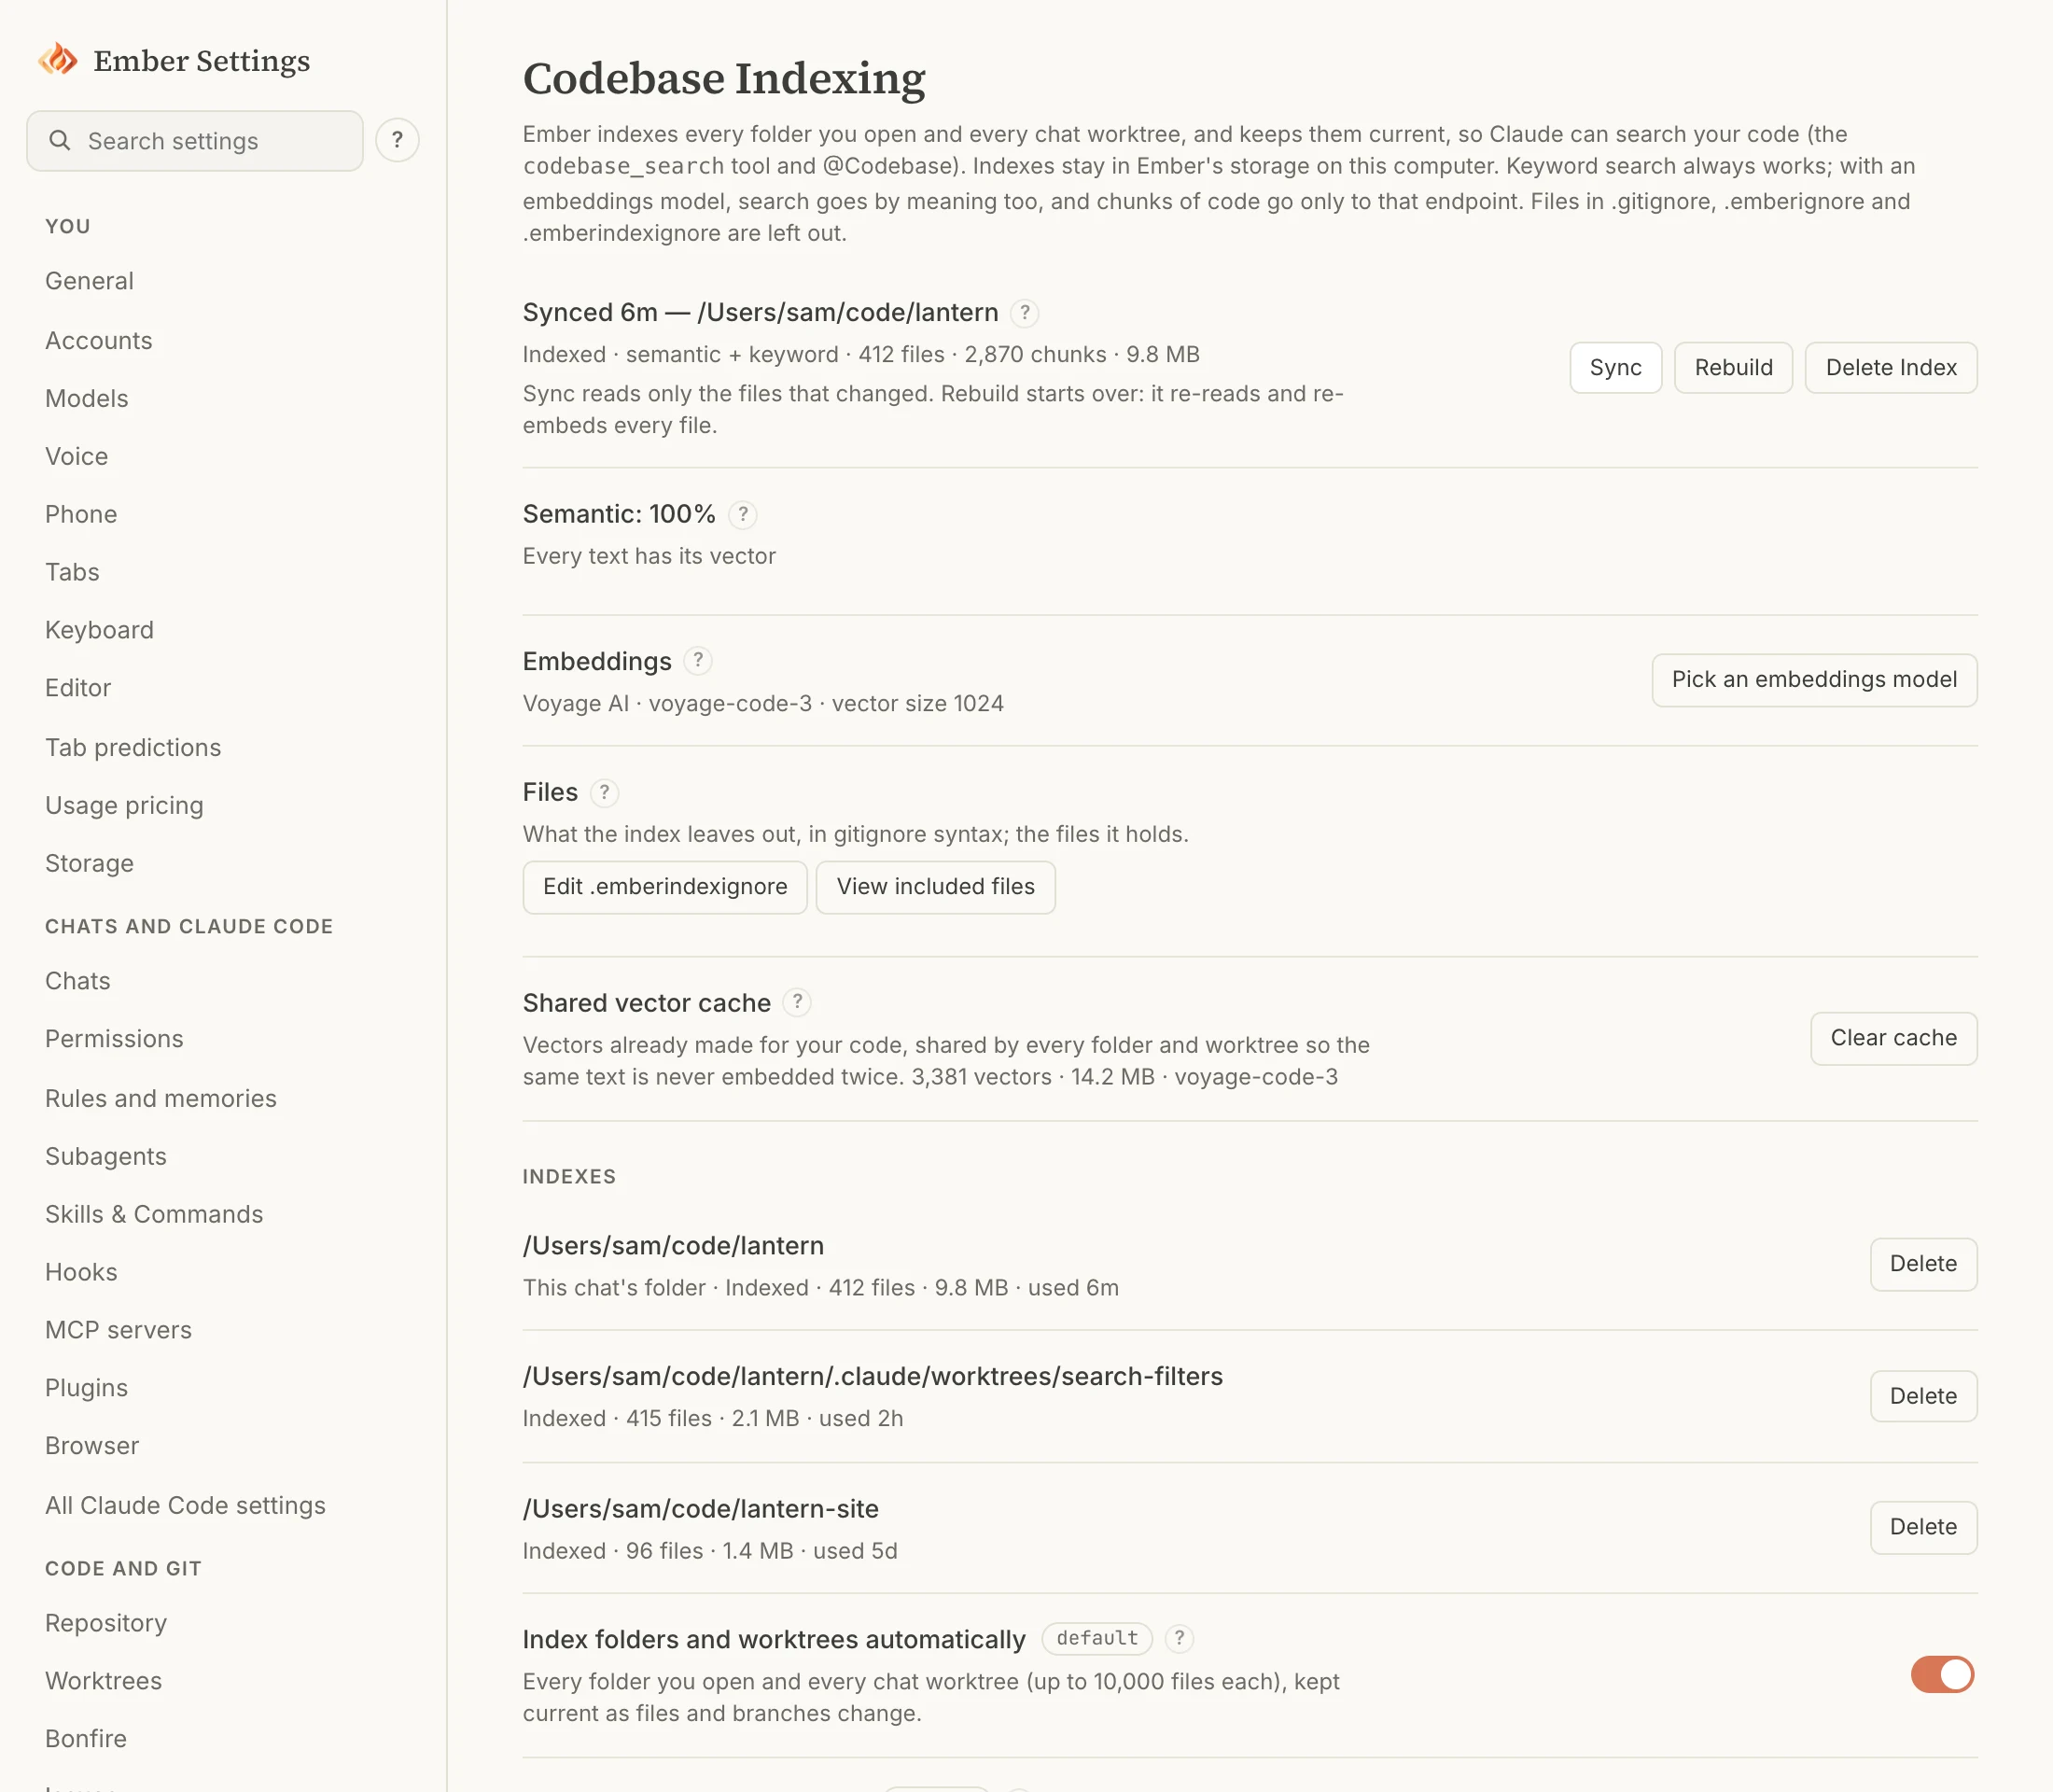 Ember Settings
Search settings
?
YOU
General
Accounts
Models
Voice
Phone
Tabs
Keyboard
Editor
Tab predictions
Usage pricing
Storage
CHATS AND CLAUDE CODE
Chats
Permissions
Rules and memories
Subagents
Skills & Commands
Hooks
MCP servers
Plugins
Browser
All Claude Code settings
CODE AND GIT
Repository
Worktrees
Bonfire
Codebase Indexing
Ember indexes every folder you open and every chat worktree, and keeps them current, so Claude can search your code (the
codebase_search tool and @Codebase). Indexes stay in Ember's storage on this computer. Keyword search always works; with an
embeddings model, search goes by meaning too, and chunks of code go only to that endpoint. Files in .gitignore, .emberignore and
.emberindexignore are left out.
Synced 6m — /Users/sam/code/lantern ?
Indexed · semantic + keyword · 412 files · 2,870 chunks · 9.8 MB
Sync reads only the files that changed. Rebuild starts over: it re-reads and re-
embeds every file.
Sync Rebuild Delete Index
Semantic: 100% ?
Every text has its vector
Embeddings ?
Voyage AI · voyage-code-3 · vector size 1024
Pick an embeddings model
Files ?
What the index leaves out, in gitignore syntax; the files it holds.
Edit .emberindexignore View included files
Shared vector cache ?
Vectors already made for your code, shared by every folder and worktree so the
same text is never embedded twice. 3,381 vectors · 14.2 MB · voyage-code-3
Clear cache
INDEXES
/Users/sam/code/lantern
This chat's folder · Indexed · 412 files · 9.8 MB · used 6m
Delete
/Users/sam/code/lantern/.claude/worktrees/search-filters
Indexed · 415 files · 2.1 MB · used 2h
Delete
/Users/sam/code/lantern-site
Indexed · 96 files · 1.4 MB · used 5d
Delete
Index folders and worktrees automatically default ?
Every folder you open and every chat worktree (up to 10,000 files each), kept
current as files and branches change.